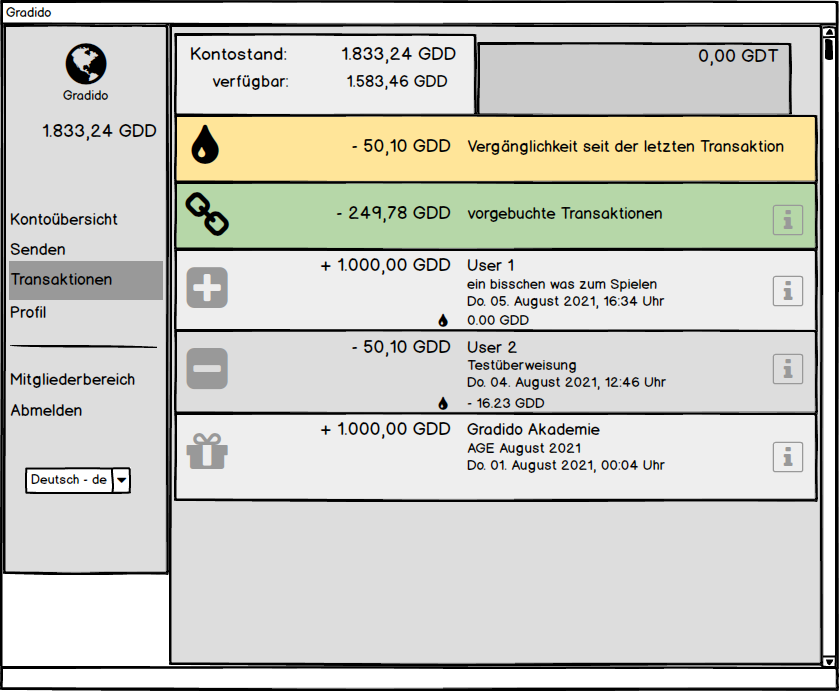 Gradido
Gradido
1.833,24 GDD
Kontoübersicht
Senden
Transaktionen
Profil
Mitgliederbereich
Abmelden
Deutsch - de
Kontostand: 1.833,24 GDD
verfügbar: 1.583,46 GDD
0,00 GDT
- 50,10 GDD Vergänglichkeit seit der letzten Transaktion
- 249,78 GDD vorgebuchte Transaktionen
+ 1.000,00 GDD User 1
ein bisschen was zum Spielen
Do. 05. August 2021, 16:34 Uhr
0.00 GDD
- 50,10 GDD User 2
Testüberweisung
Do. 04. August 2021, 12:46 Uhr
- 16.23 GDD
+ 1.000,00 GDD Gradido Akademie
AGE August 2021
Do. 01. August 2021, 00:04 Uhr